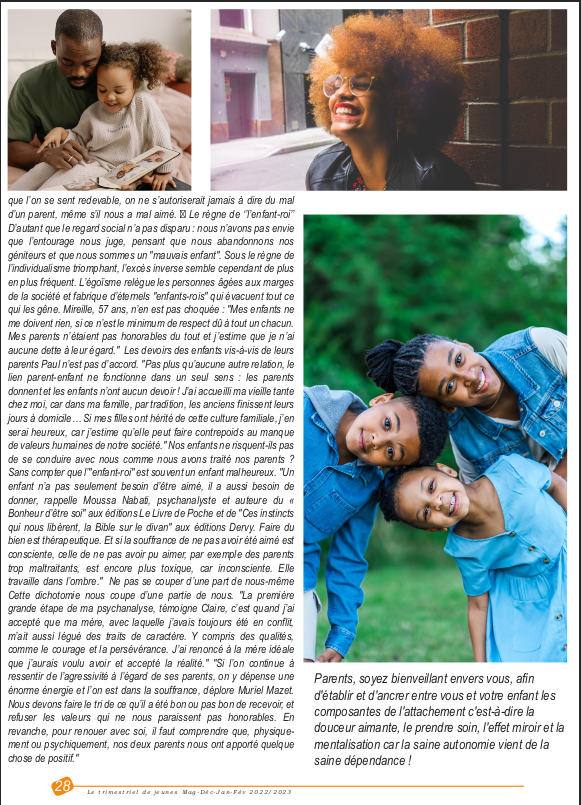 que l'on se sent redevable, on ne s'autoriserait jamais à dire du mal
d'un parent, même s'il nous a mal aimé. Le règne de "l'enfant-roi"
D'autant que le regard social n'a pas disparu : nous n'avons pas envie
que l'entourage nous juge, pensant que nous abandonnons nos
géniteurs et que nous sommes un "mauvais enfant". Sous le règne de
l'individualisme triomphant, l'excès inverse semble cependant de plus
en plus fréquent. L'égoïsme relègue les personnes âgées aux marges
de la société et fabrique d'éternels "enfants-rois" qui évacuent tout ce
qui les gêne. Mireille, 57 ans, n'en est pas choquée : "Mes enfants ne
me doivent rien, si ce n'est le minimum de respect dû à tout un chacun.
Mes parents n'étaient pas honorables du tout et j'estime que je n'ai
aucune dette à leur égard." Les devoirs des enfants vis-à-vis de leurs
parents Paul n'est pas d'accord. "Pas plus qu'aucune autre relation, le
lien parent-enfant ne fonctionne dans un seul sens : les parents
donnent et les enfants n'ont aucun devoir ! J'ai accueilli ma vieille tante
chez moi, car dans ma famille, par tradition, les anciens finissent leurs
jours à domicile… Si mes filles ont hérité de cette culture familiale, j'en
serai heureux, car j'estime qu'elle peut faire contrepoids au manque
de valeurs humaines de notre société." Nos enfants ne risquent-ils pas
de se conduire avec nous comme nous avons traité nos parents ?
Sans compter que l'"enfant-roi" est souvent un enfant malheureux. "Un
enfant n'a pas seulement besoin d'être aimé, il a aussi besoin de
donner, rappelle Moussa Nabati, psychanalyste et auteure du «
Bonheur d'être soi" aux éditions Le Livre de Poche et de "Ces instincts
qui nous libèrent, la Bible sur le divan" aux éditions Dervy. Faire du
bien est thérapeutique. Et si la souffrance de ne pas avoir été aimé est
consciente, celle de ne pas avoir pu aimer, par exemple des parents
trop maltraitants, est encore plus toxique, car inconsciente. Elle
travaille dans l'ombre." Ne pas se couper d'une part de nous-même
Cette dichotomie nous coupe d'une partie de nous. "La première
grande étape de ma psychanalyse, témoigne Claire, c'est quand j'ai
accepté que ma mère, avec laquelle j'avais toujours été en conflit,
m'ait aussi légué des traits de caractère. Y compris des qualités,
comme le courage et la persévérance. J'ai renoncé à la mère idéale
que j'aurais voulu avoir et accepté la réalité." "Si l'on continue à
ressentir de l'agressivité à l'égard de ses parents, on y dépense une
énorme énergie et l'on est dans la souffrance, déplore Muriel Mazet.
Nous devons faire le tri de ce qu'il a été bon ou pas bon de recevoir, et
refuser les valeurs qui ne nous paraissent pas honorables. En
revanche, pour renouer avec soi, il faut comprendre que, physique-
ment ou psychiquement, nos deux parents nous ont apporté quelque
chose de positif."
Parents, soyez bienveillant envers vous, afin
d'établir et d'ancrer entre vous et votre enfant les
composantes de l'attachement c'est-à-dire la
douceur aimante, le prendre soin, l'effet miroir et la
mentalisation car la saine autonomie vient de la
saine dépendance !
28
Le trimestriel de jeunes Mag-Déc-Jan-Fév 2022/2023